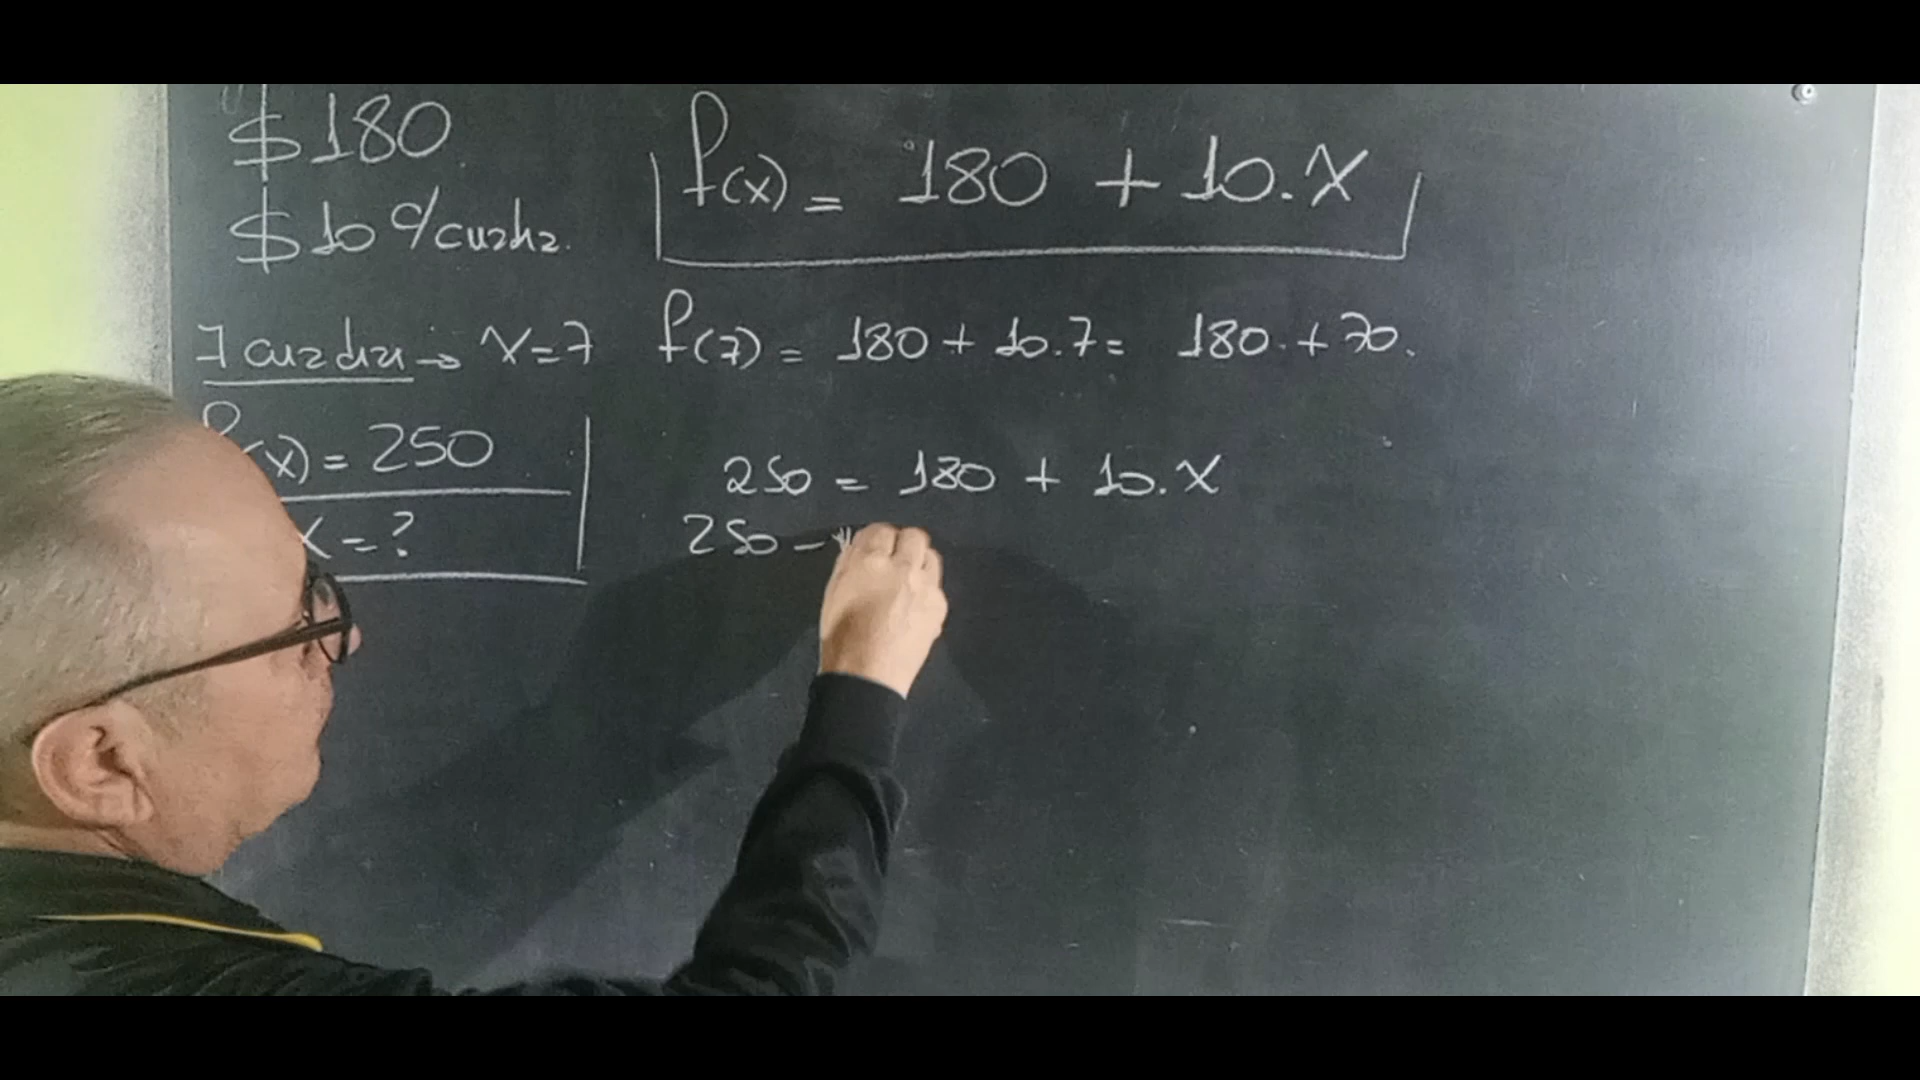 $180
$10 c/cuadra.
f(x) = 180 + 10.x
7 cuadras → x=7
f(7) = 180 + 10.7 = 180 + 70.
f(x) = 250
x = ?
250 = 180 + 10.x
250 -